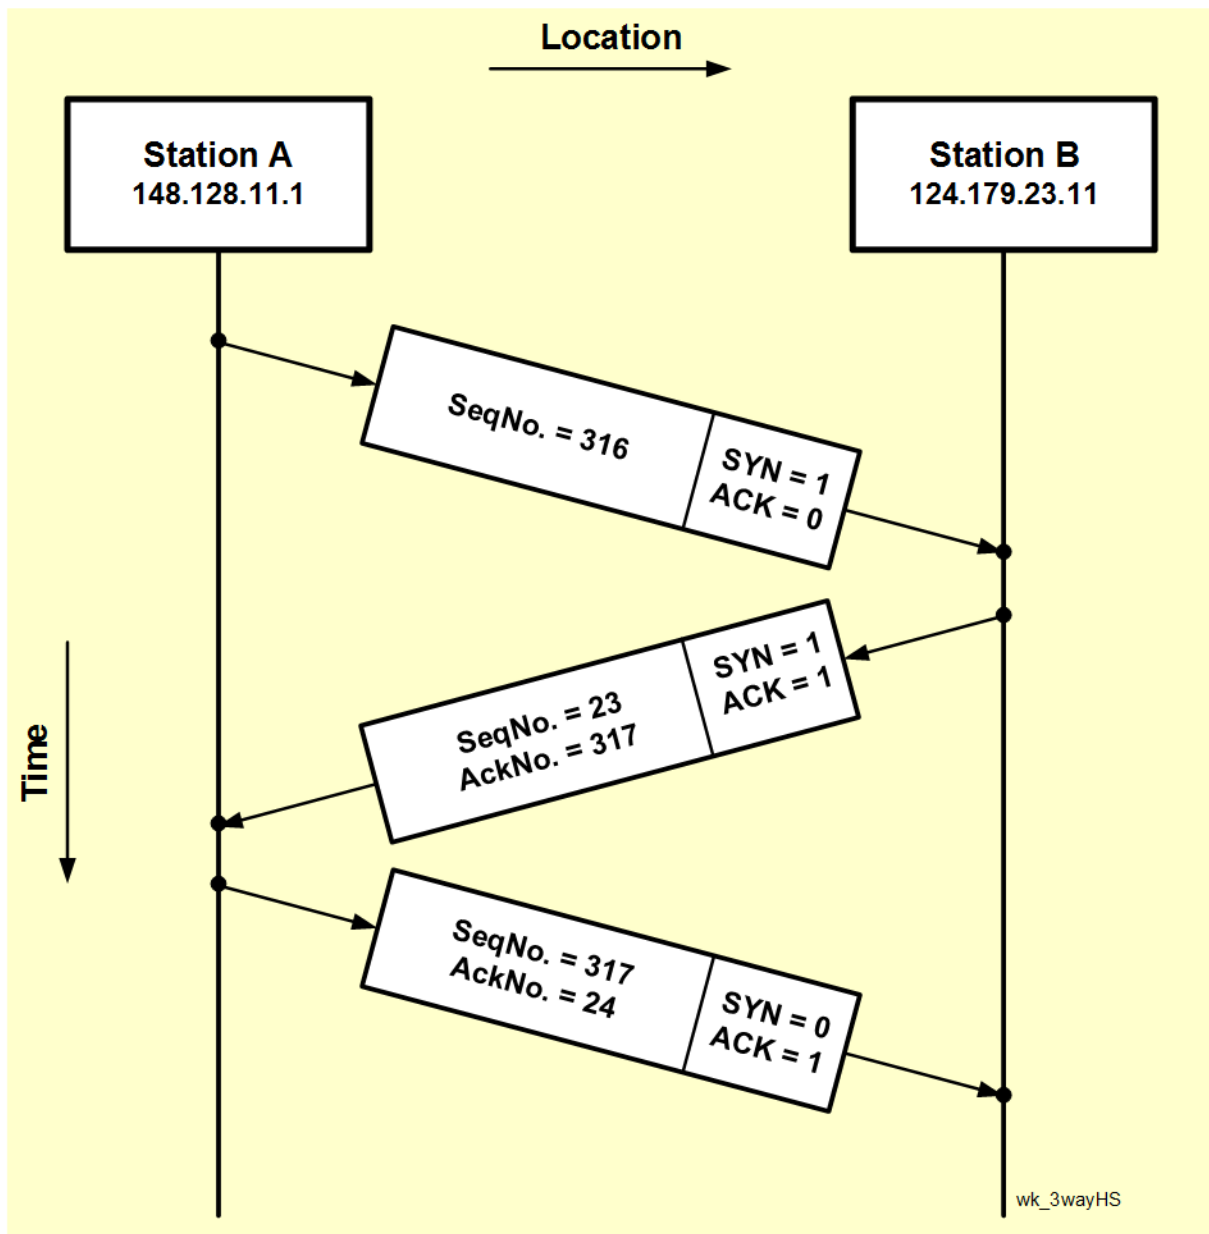 Location
Station A
148.128.11.1
Station B
124.179.23.11
SeqNo. = 316
SYN = 1
ACK = 0
SYN = 1
ACK = 1
SeqNo. = 23
AckNo. = 317
Time
SeqNo. = 317
AckNo. = 24
SYN = 0
ACK = 1
wk_3wayHS